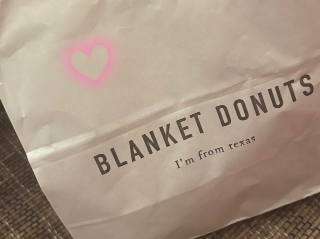 BLANKET DONUTS
I'm from texas